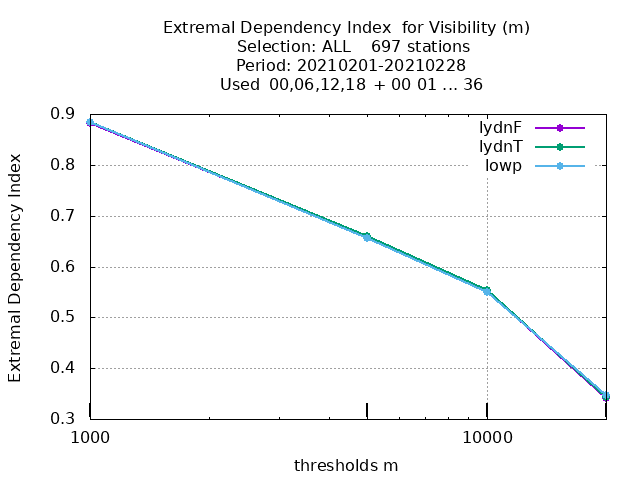 Extremal Dependency Index  for Visibility (m)
Selection: ALL    697 stations
Period: 20210201-20210228
Used  00,06,12,18 + 00 01 ... 36
0.9
0.8
0.7
0.6
0.5
0.4
0.3
Extremal Dependency Index
lydnF
lydnT
lowp
1000
10000
thresholds m